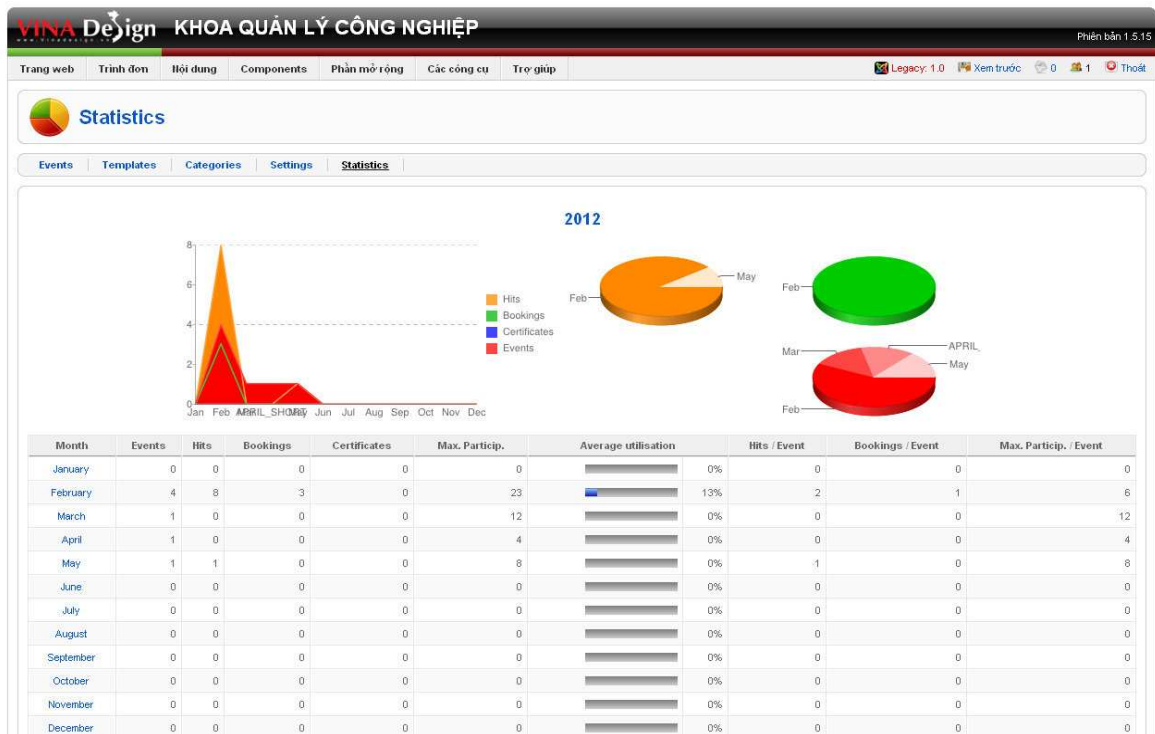 VINA Design KHOA QUẢN LÝ CÔNG NGHIỆP
Phiên bản 1.5.15
Trang web Trình đơn Nội dung Components Phần mở rộng Các công cụ Trợ giúp Legacy: 1.0 Xem trước 0 1 Thoát
Statistics
Events Templates Categories Settings Statistics
2012
8
6
4
2
0
Jan Feb Mar APRIL_SHORT May Jun Jul Aug Sep Oct Nov Dec
Hits
Bookings
Certificates
Events
Feb May
Feb
Mar APRIL_
May
Feb
Month Events Hits Bookings Certificates Max. Particip. Average utilisation Hits / Event Bookings / Event Max. Particip. / Event
January 0 0 0 0 0 0% 0 0 0
February 4 8 3 0 23 13% 2 1 6
March 1 0 0 0 12 0% 0 0 12
April 1 0 0 0 4 0% 0 0 4
May 1 1 0 0 8 0% 1 0 8
June 0 0 0 0 0 0% 0 0 0
July 0 0 0 0 0 0% 0 0 0
August 0 0 0 0 0 0% 0 0 0
September 0 0 0 0 0 0% 0 0 0
October 0 0 0 0 0 0% 0 0 0
November 0 0 0 0 0 0% 0 0 0
December 0 0 0 0 0 0% 0 0 0